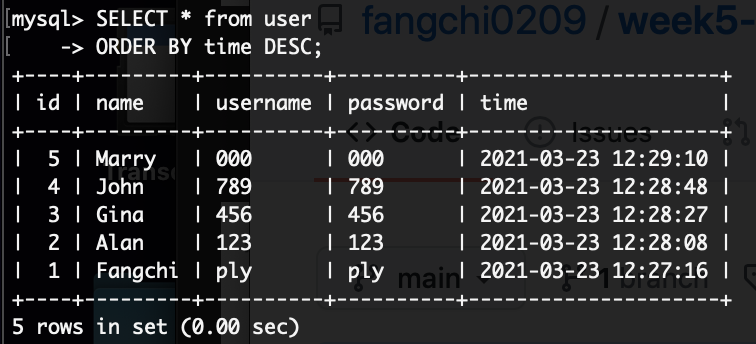 fangchi0209 / week5-
Code Issues
main 1 branch
mysql> SELECT * from user
-> ORDER BY time DESC;
+----+---------+----------+----------+---------------------+
| id | name | username | password | time |
+----+---------+----------+----------+---------------------+
| 5 | Marry | 000 | 000 | 2021-03-23 12:29:10 |
| 4 | John | 789 | 789 | 2021-03-23 12:28:48 |
| 3 | Gina | 456 | 456 | 2021-03-23 12:28:27 |
| 2 | Alan | 123 | 123 | 2021-03-23 12:28:08 |
| 1 | Fangchi | ply | ply | 2021-03-23 12:27:16 |
+----+---------+----------+----------+---------------------+
5 rows in set (0.00 sec)